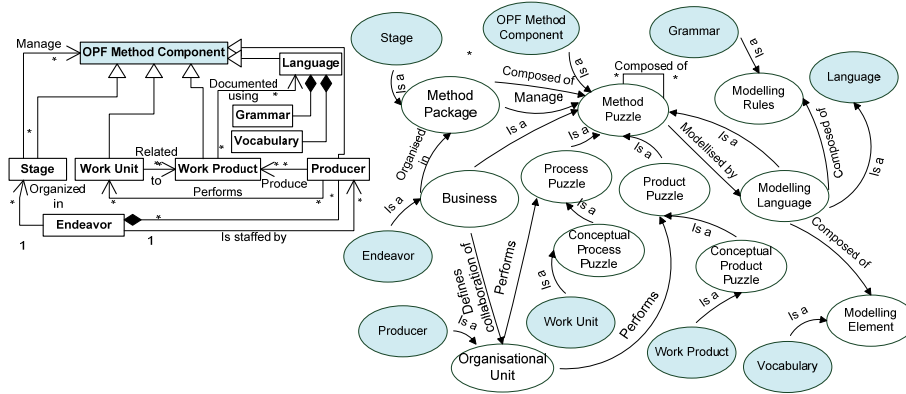 Manage
*
OPF Method Component
Language
Documented
using
*
Grammar
Vocabulary
*
Related
*
*
to
*
*
*
Produce
Stage
Work Unit
Work Product
Producer
Organized
in
*
*
Performs
*
*
*
Endeavor
*
1
1
Is staffed by
Stage
Is a
Method
Package
*
OPF Method
Component
Is a
Composed of
Manage
Composed of
*
*
Method
Puzzle
Grammar
Is a
Modelling
Rules
Language
Composed of
Is a
Is a
Modellised by
Modelling
Language
Composed of
Modelling
Element
Organised
in
Is a
Is a
Is a
Business
Process
Puzzle
Product
Puzzle
Is a
Endeavor
Is a
Conceptual
Process
Puzzle
Is a
Conceptual
Product
Puzzle
Defines
collaboration of
Performs
Is a
Work Unit
Performs
Is a
Work Product
Is a
Vocabulary
Producer
Is a
Organisational
Unit